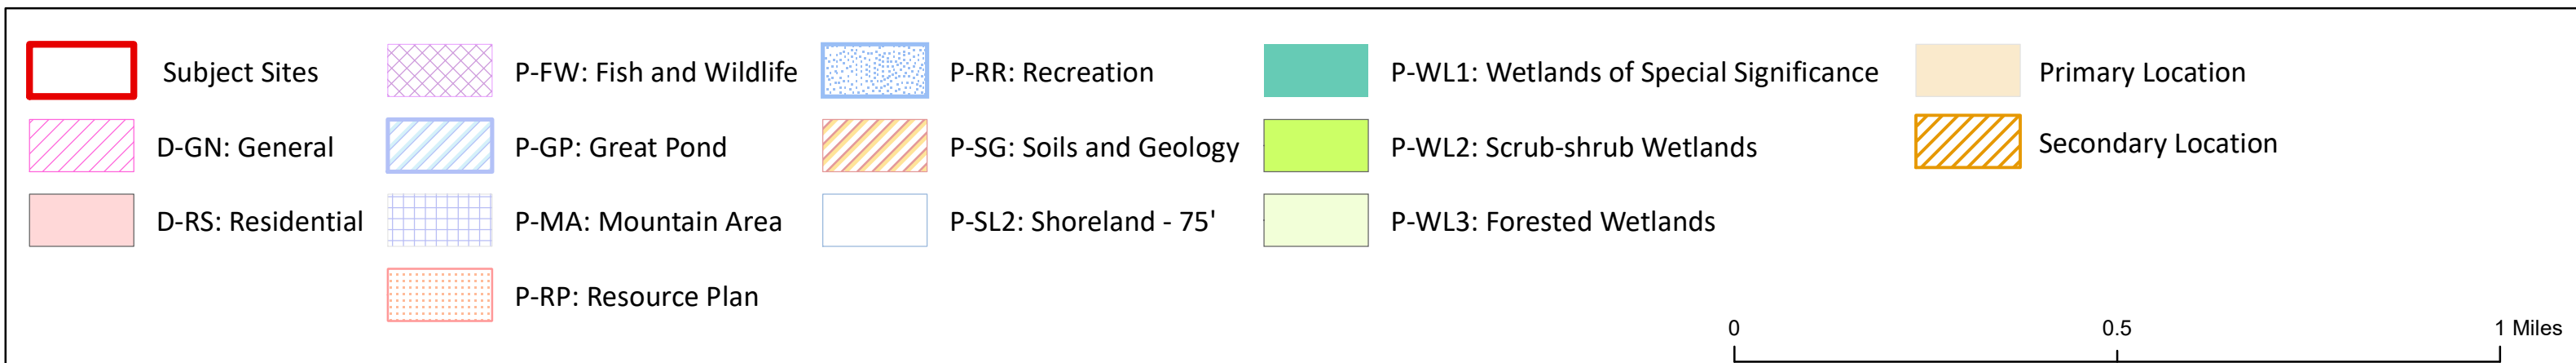 Subject Sites
P-FW: Fish and Wildlife
P-RR: Recreation
P-WL1: Wetlands of Special Significance
Primary Location
D-GN: General
P-GP: Great Pond
P-SG: Soils and Geology
P-WL2: Scrub-shrub Wetlands
Secondary Location
D-RS: Residential
P-MA: Mountain Area
P-SL2: Shoreland - 75'
P-WL3: Forested Wetlands
P-RP: Resource Plan
0 0.5 1 Miles